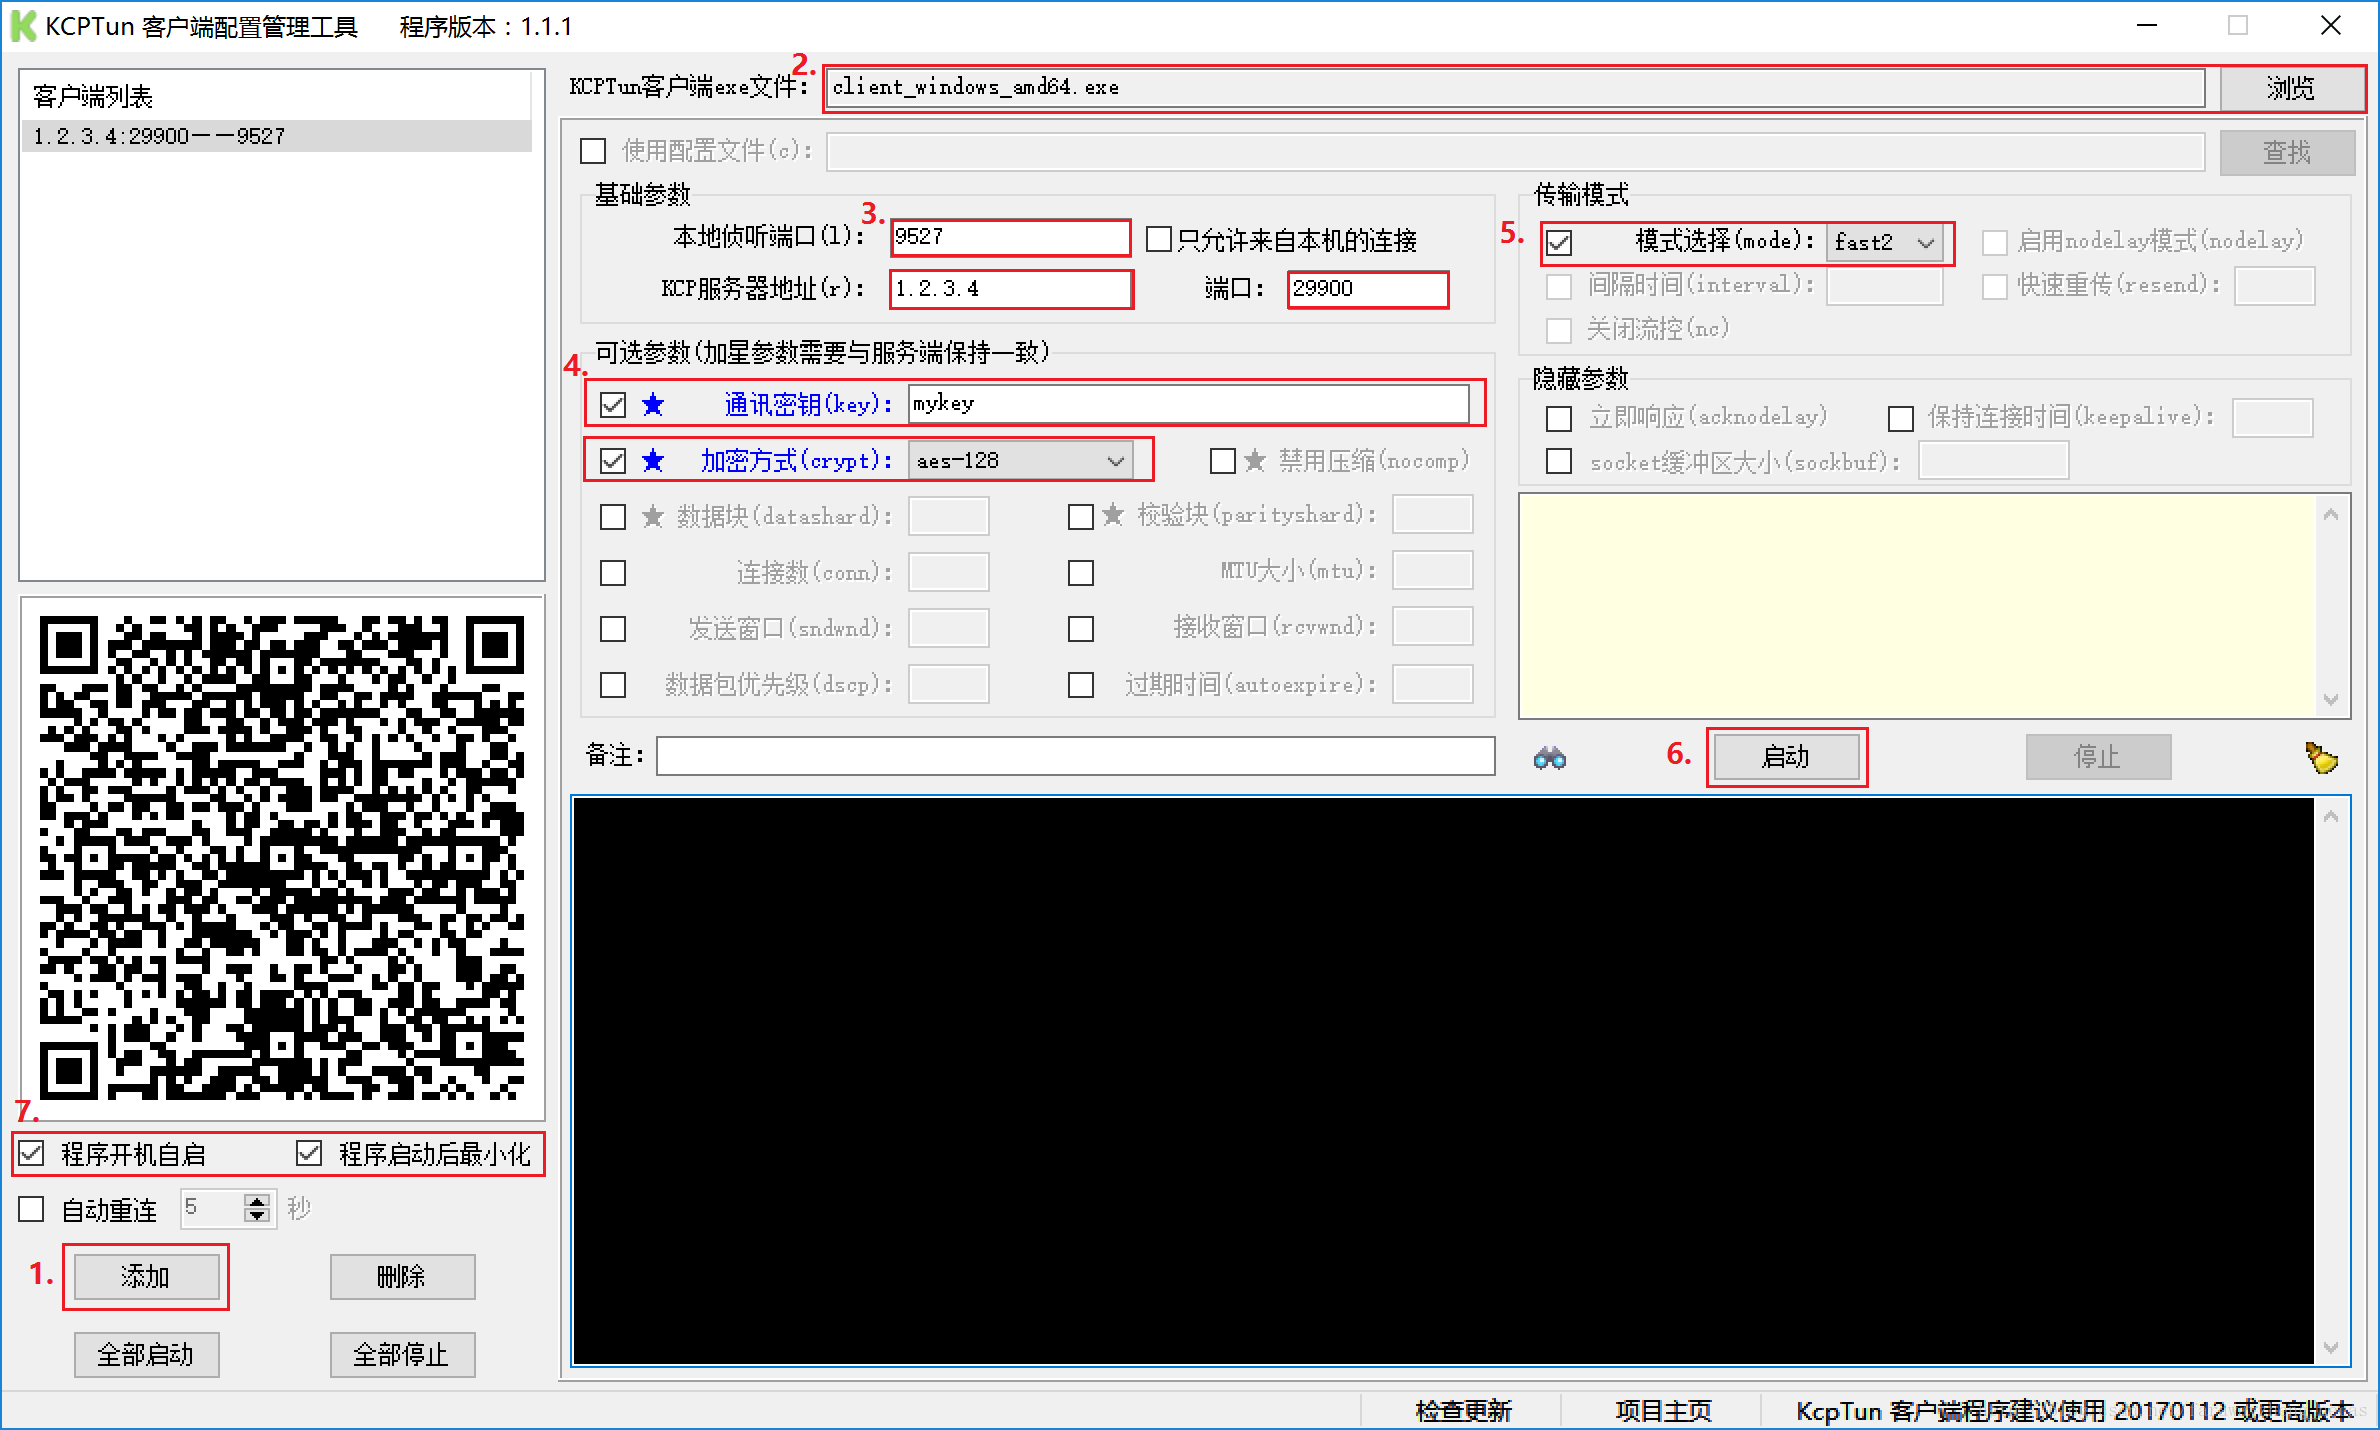 KCPTun 客户端配置管理工具 程序版本：1.1.1
客户端列表
1.2.3.4:29900——9527
2.
KCPTun客户端exe文件： client_windows_amd64.exe 浏览
使用配置文件(c)： 查找
基础参数
3.
本地侦听端口(l)： 9527 只允许来自本机的连接
KCP服务器地址(r)： 1.2.3.4 端口： 29900
传输模式
5.
模式选择(mode)： fast2 启用nodelay模式(nodelay)
间隔时间(interval)： 快速重传(resend)：
关闭流控(nc)
可选参数(加星参数需要与服务端保持一致)
4.
★ 通讯密钥(key)： mykey
★ 加密方式(crypt)： aes-128 ★ 禁用压缩(nocomp)
★ 数据块(datashard)： ★ 校验块(parityshard)：
连接数(conn)： MTU大小(mtu)：
发送窗口(sndwnd)： 接收窗口(rcvwnd)：
数据包优先级(dscp)： 过期时间(autoexpire)：
隐藏参数
立即响应(acknodelay) 保持连接时间(keepalive)：
socket缓冲区大小(sockbuf)：
备注：
6. 启动 停止
7.
程序开机自启 程序启动后最小化
自动重连 5 秒
1. 添加 删除
全部启动 全部停止
检查更新 项目主页 KcpTun 客户端程序建议使用 20170112 或更高版本